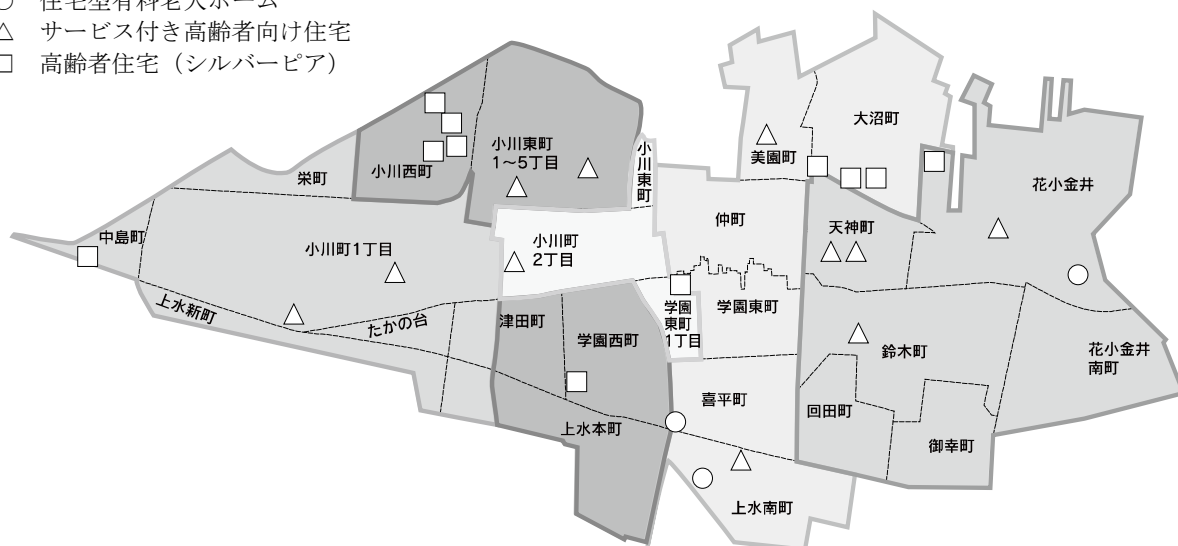 ○ 住宅型有料老人ホーム
△ サービス付き高齢者向け住宅
□ 高齢者住宅（シルバーピア）
大沼町
小川東町
1～5丁目
小川東町
美園町
小川西町
栄町
花小金井
仲町
天神町
中島町
小川町1丁目
小川町
2丁目
上水新町
たかの台
津田町
学園西町
学園
東町
1丁目
学園東町
鈴木町
花小金井
南町
喜平町
回田町
上水本町
御幸町
上水南町